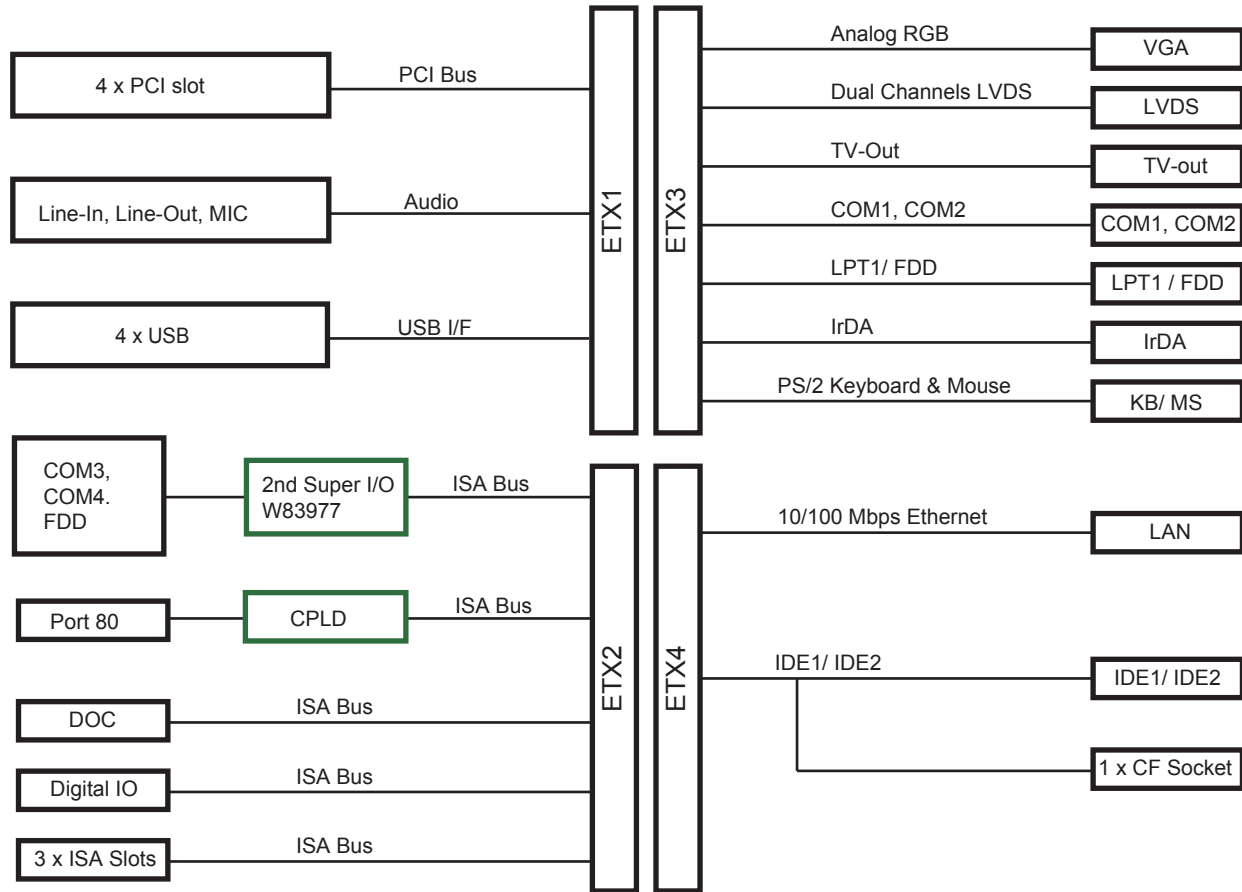 4 x PCI slot
PCI Bus
Line-In, Line-Out, MIC
Audio
4 x USB
USB I/F
ETX1
ETX3
Analog RGB
VGA
Dual Channels LVDS
LVDS
TV-Out
TV-out
COM1, COM2
COM1, COM2
LPT1/ FDD
LPT1 / FDD
IrDA
IrDA
PS/2 Keyboard & Mouse
KB/ MS
COM3,
COM4.
FDD
2nd Super I/O
W83977
ISA Bus
Port 80
CPLD
ISA Bus
DOC
ISA Bus
Digital IO
ISA Bus
3 x ISA Slots
ISA Bus
ETX2
ETX4
10/100 Mbps Ethernet
LAN
IDE1/ IDE2
IDE1/ IDE2
1 x CF Socket